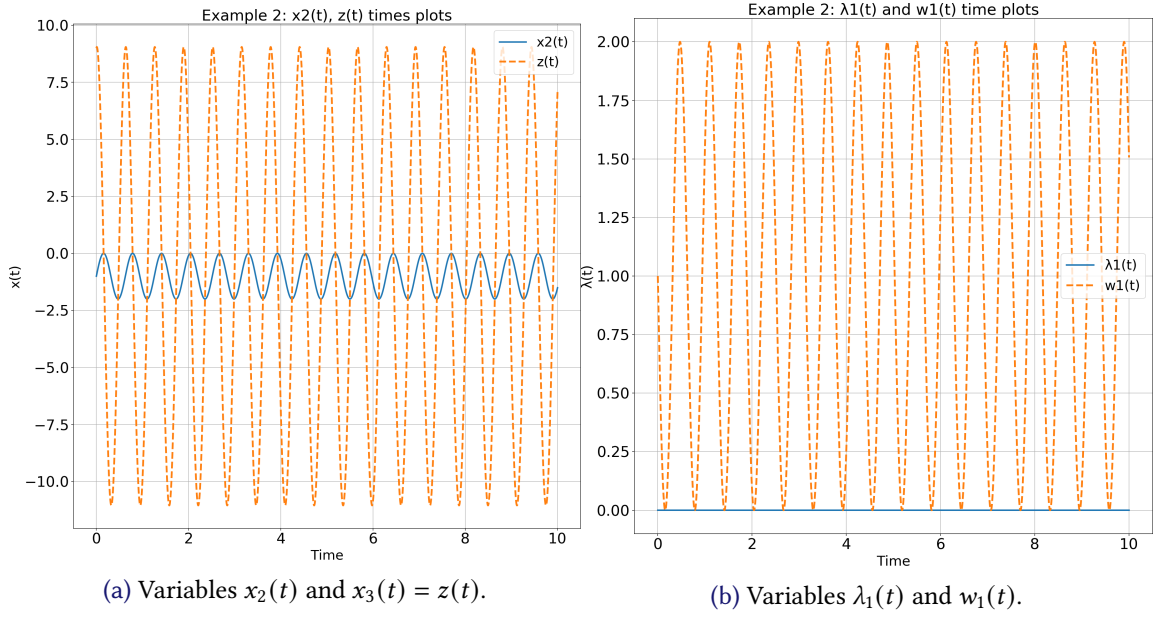 Example 2: x2(t), z(t) times plots
10.0
7.5
5.0
2.5
0.0
−2.5
−5.0
−7.5
−10.0
x(t)
x2(t)
z(t)
0 2 4 6 8 10
Time
(a) Variables x₂(t) and x₃(t) = z(t).
Example 2: λ1(t) and w1(t) time plots
2.00
1.75
1.50
1.25
1.00
0.75
0.50
0.25
0.00
λ(t)
λ1(t)
w1(t)
0 2 4 6 8 10
Time
(b) Variables λ₁(t) and w₁(t).